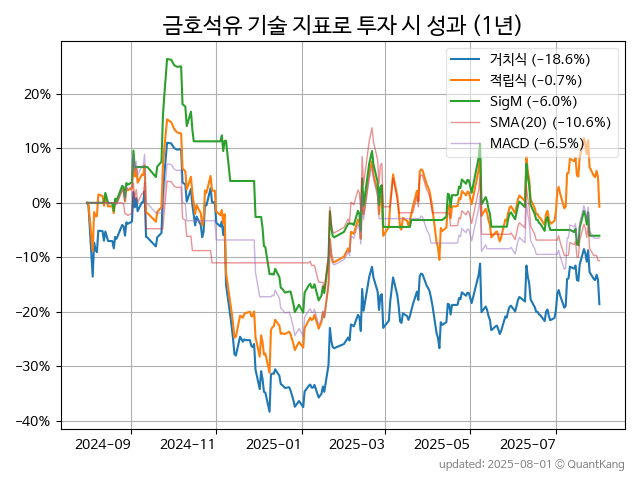 금호석유 기술 지표로 투자 시 성과 (1년)
거치식 (−18.6%)
적립식 (−0.7%)
SigM (−6.0%)
SMA(20) (−10.6%)
MACD (−6.5%)
20%
10%
0%
−10%
−20%
−30%
−40%
2024-09 2024-11 2025-01 2025-03 2025-05 2025-07
updated: 2025-08-01 © QuantKang